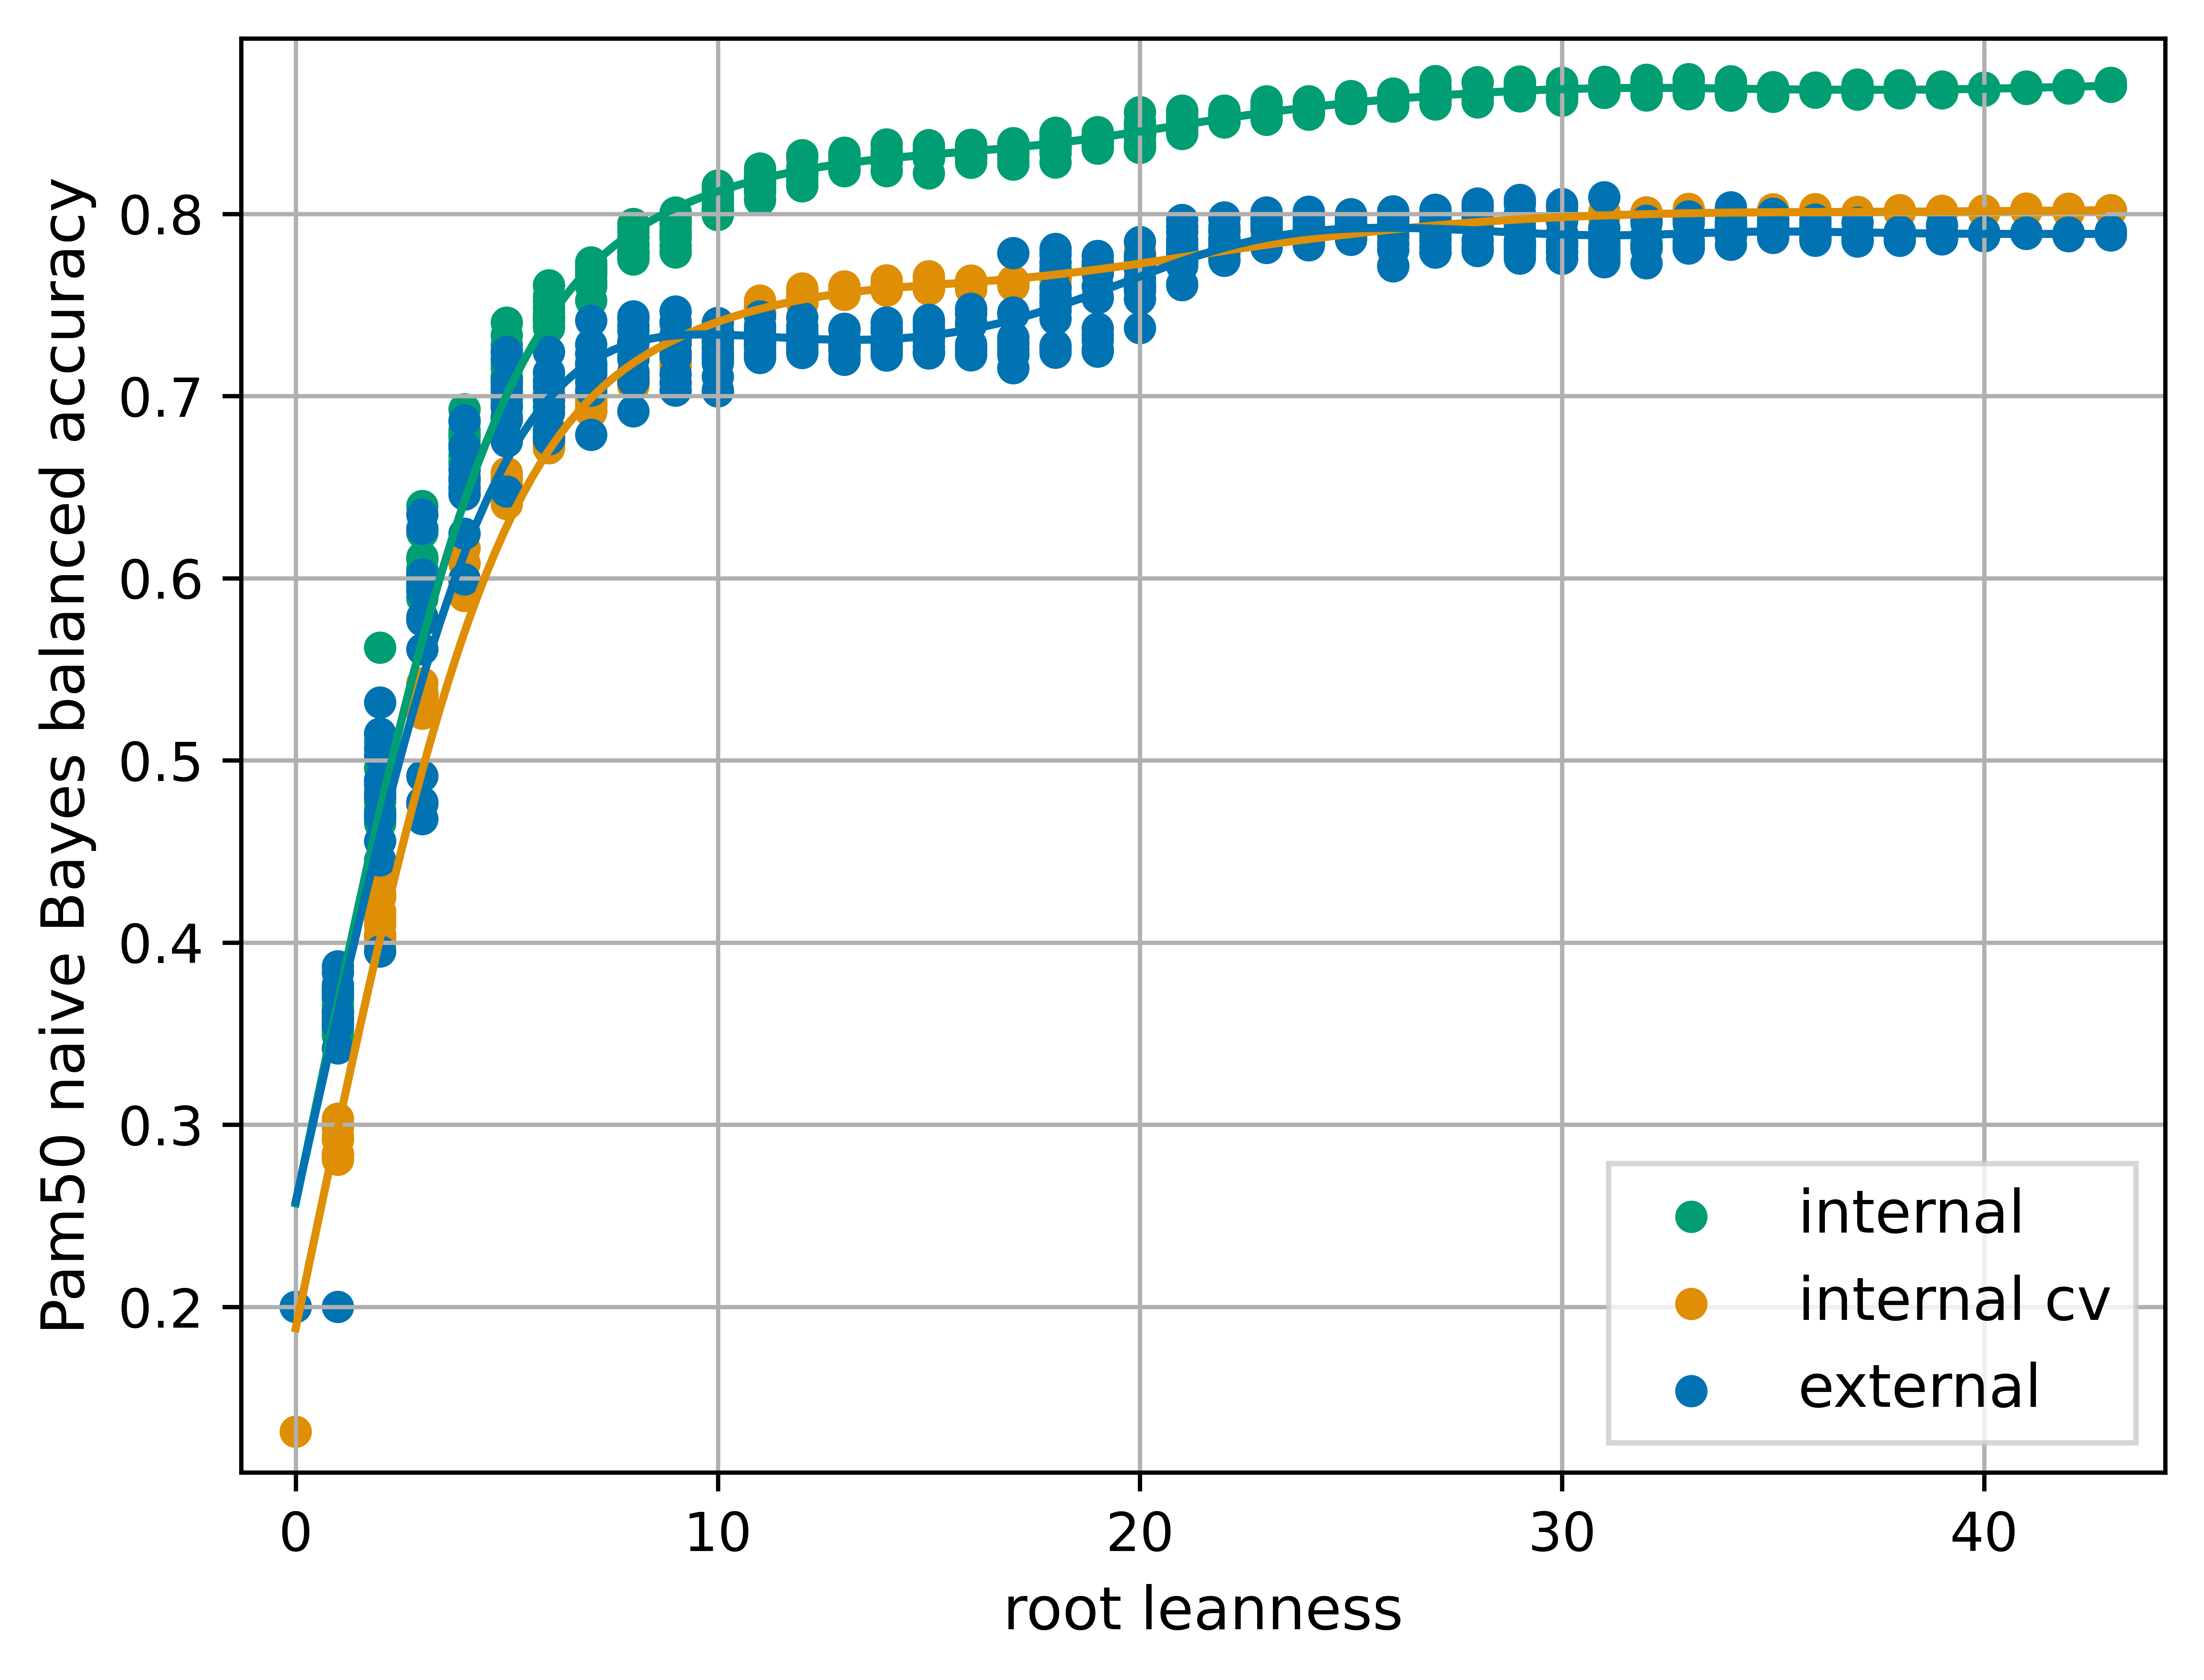 Pam50 naive Bayes balanced accuracy
0.8
0.7
0.6
0.5
0.4
0.3
0.2
internal
internal cv
external
0 10 20 30 40
root leanness